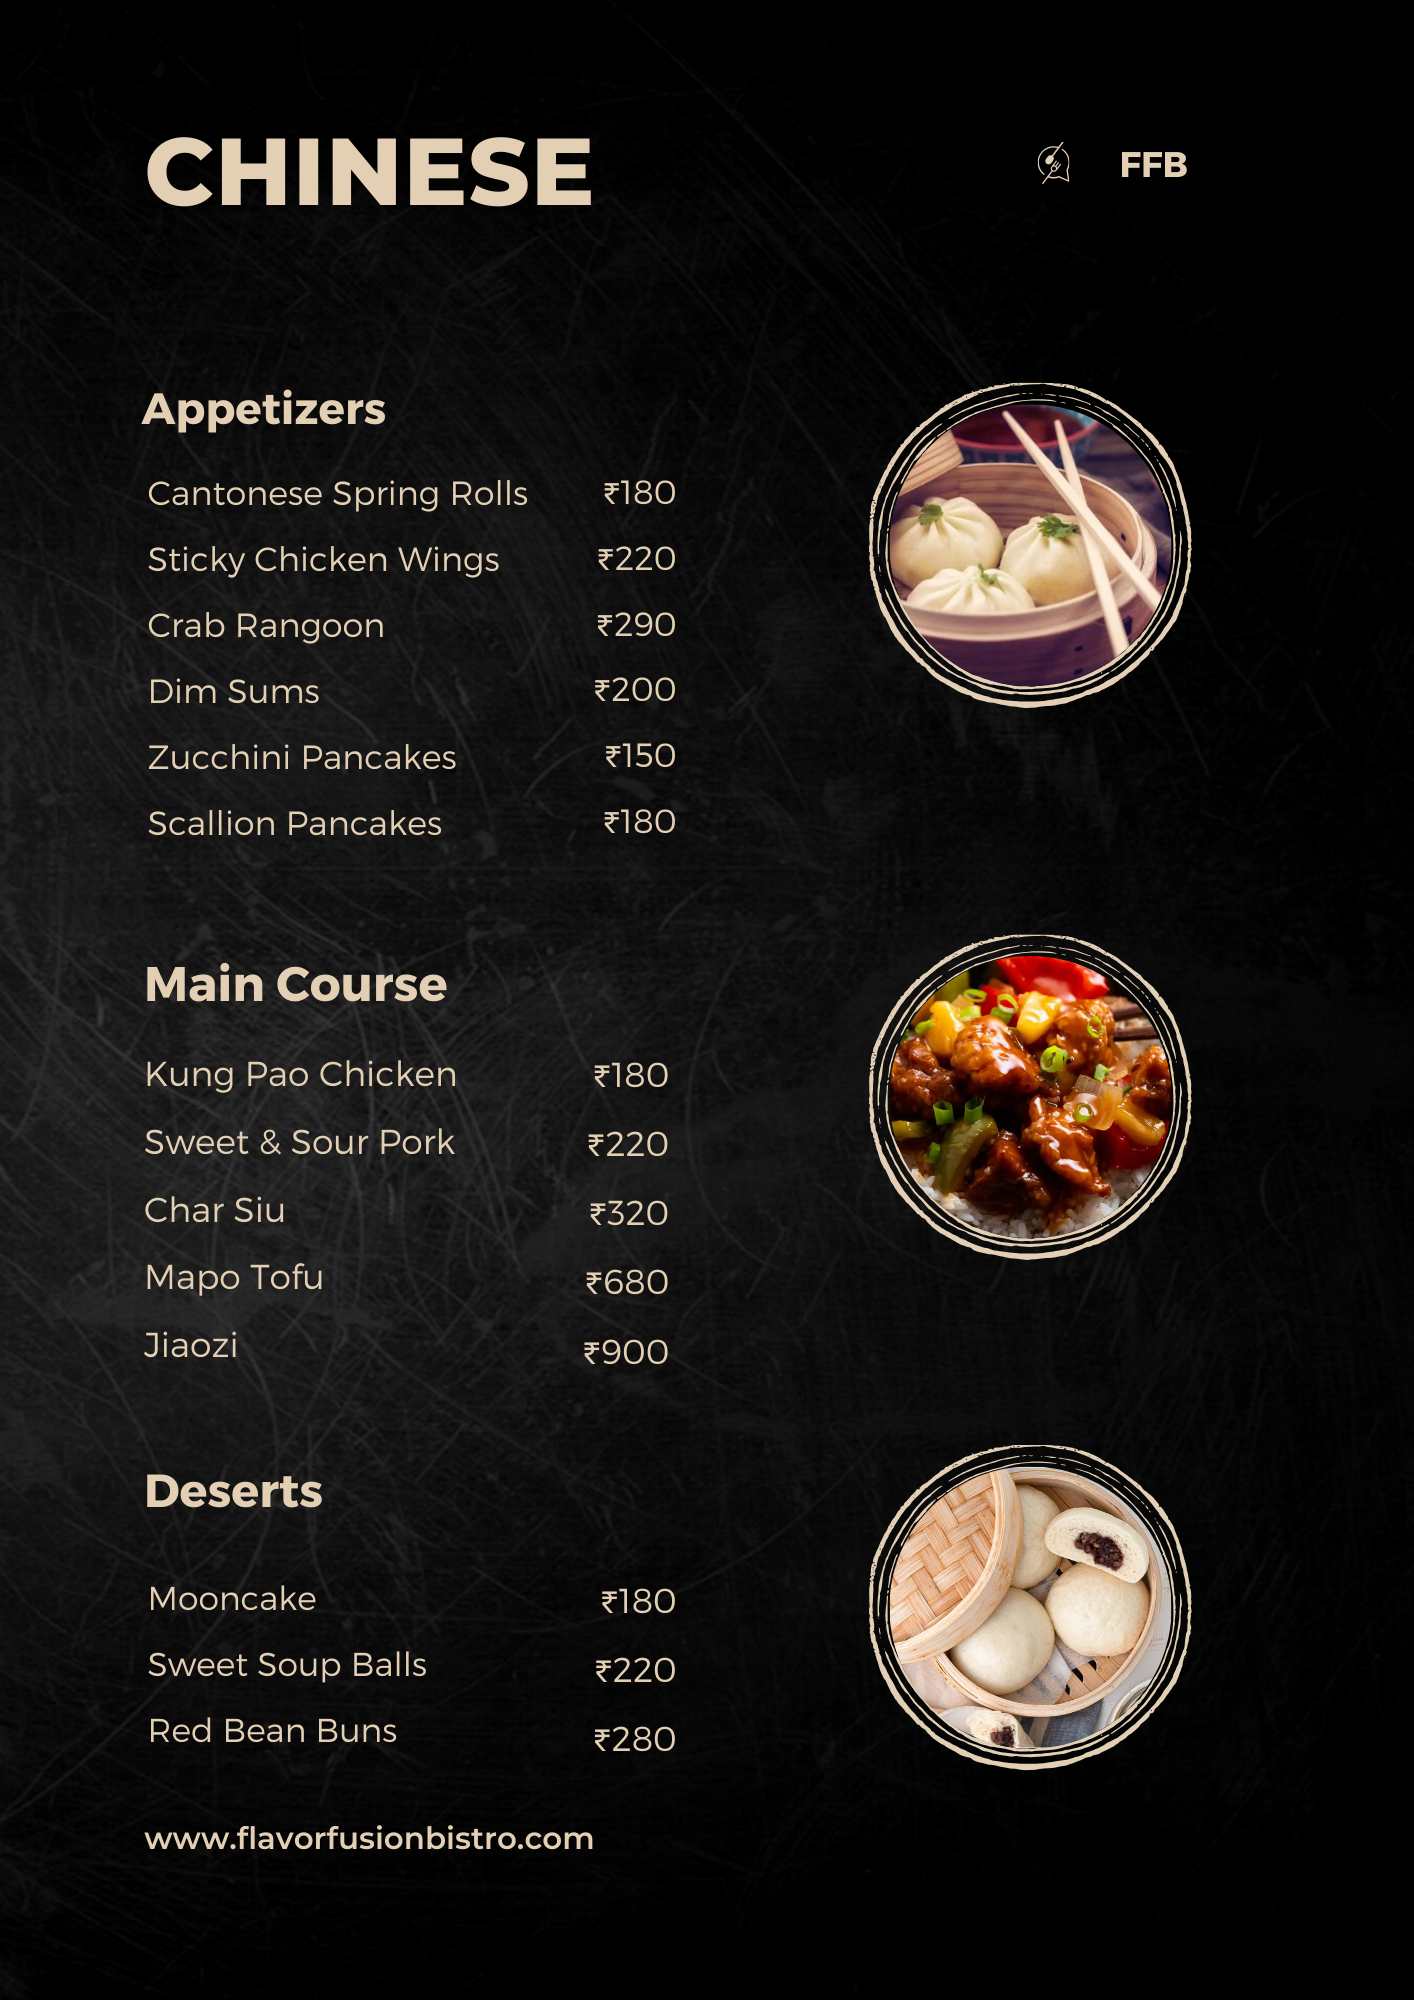 CHINESE
FFB
Appetizers
Cantonese Spring Rolls ₹180
Sticky Chicken Wings ₹220
Crab Rangoon ₹290
Dim Sums ₹200
Zucchini Pancakes ₹150
Scallion Pancakes ₹180
Main Course
Kung Pao Chicken ₹180
Sweet & Sour Pork ₹220
Char Siu ₹320
Mapo Tofu ₹680
Jiaozi ₹900
Deserts
Mooncake ₹180
Sweet Soup Balls ₹220
Red Bean Buns ₹280
www.flavorfusionbistro.com